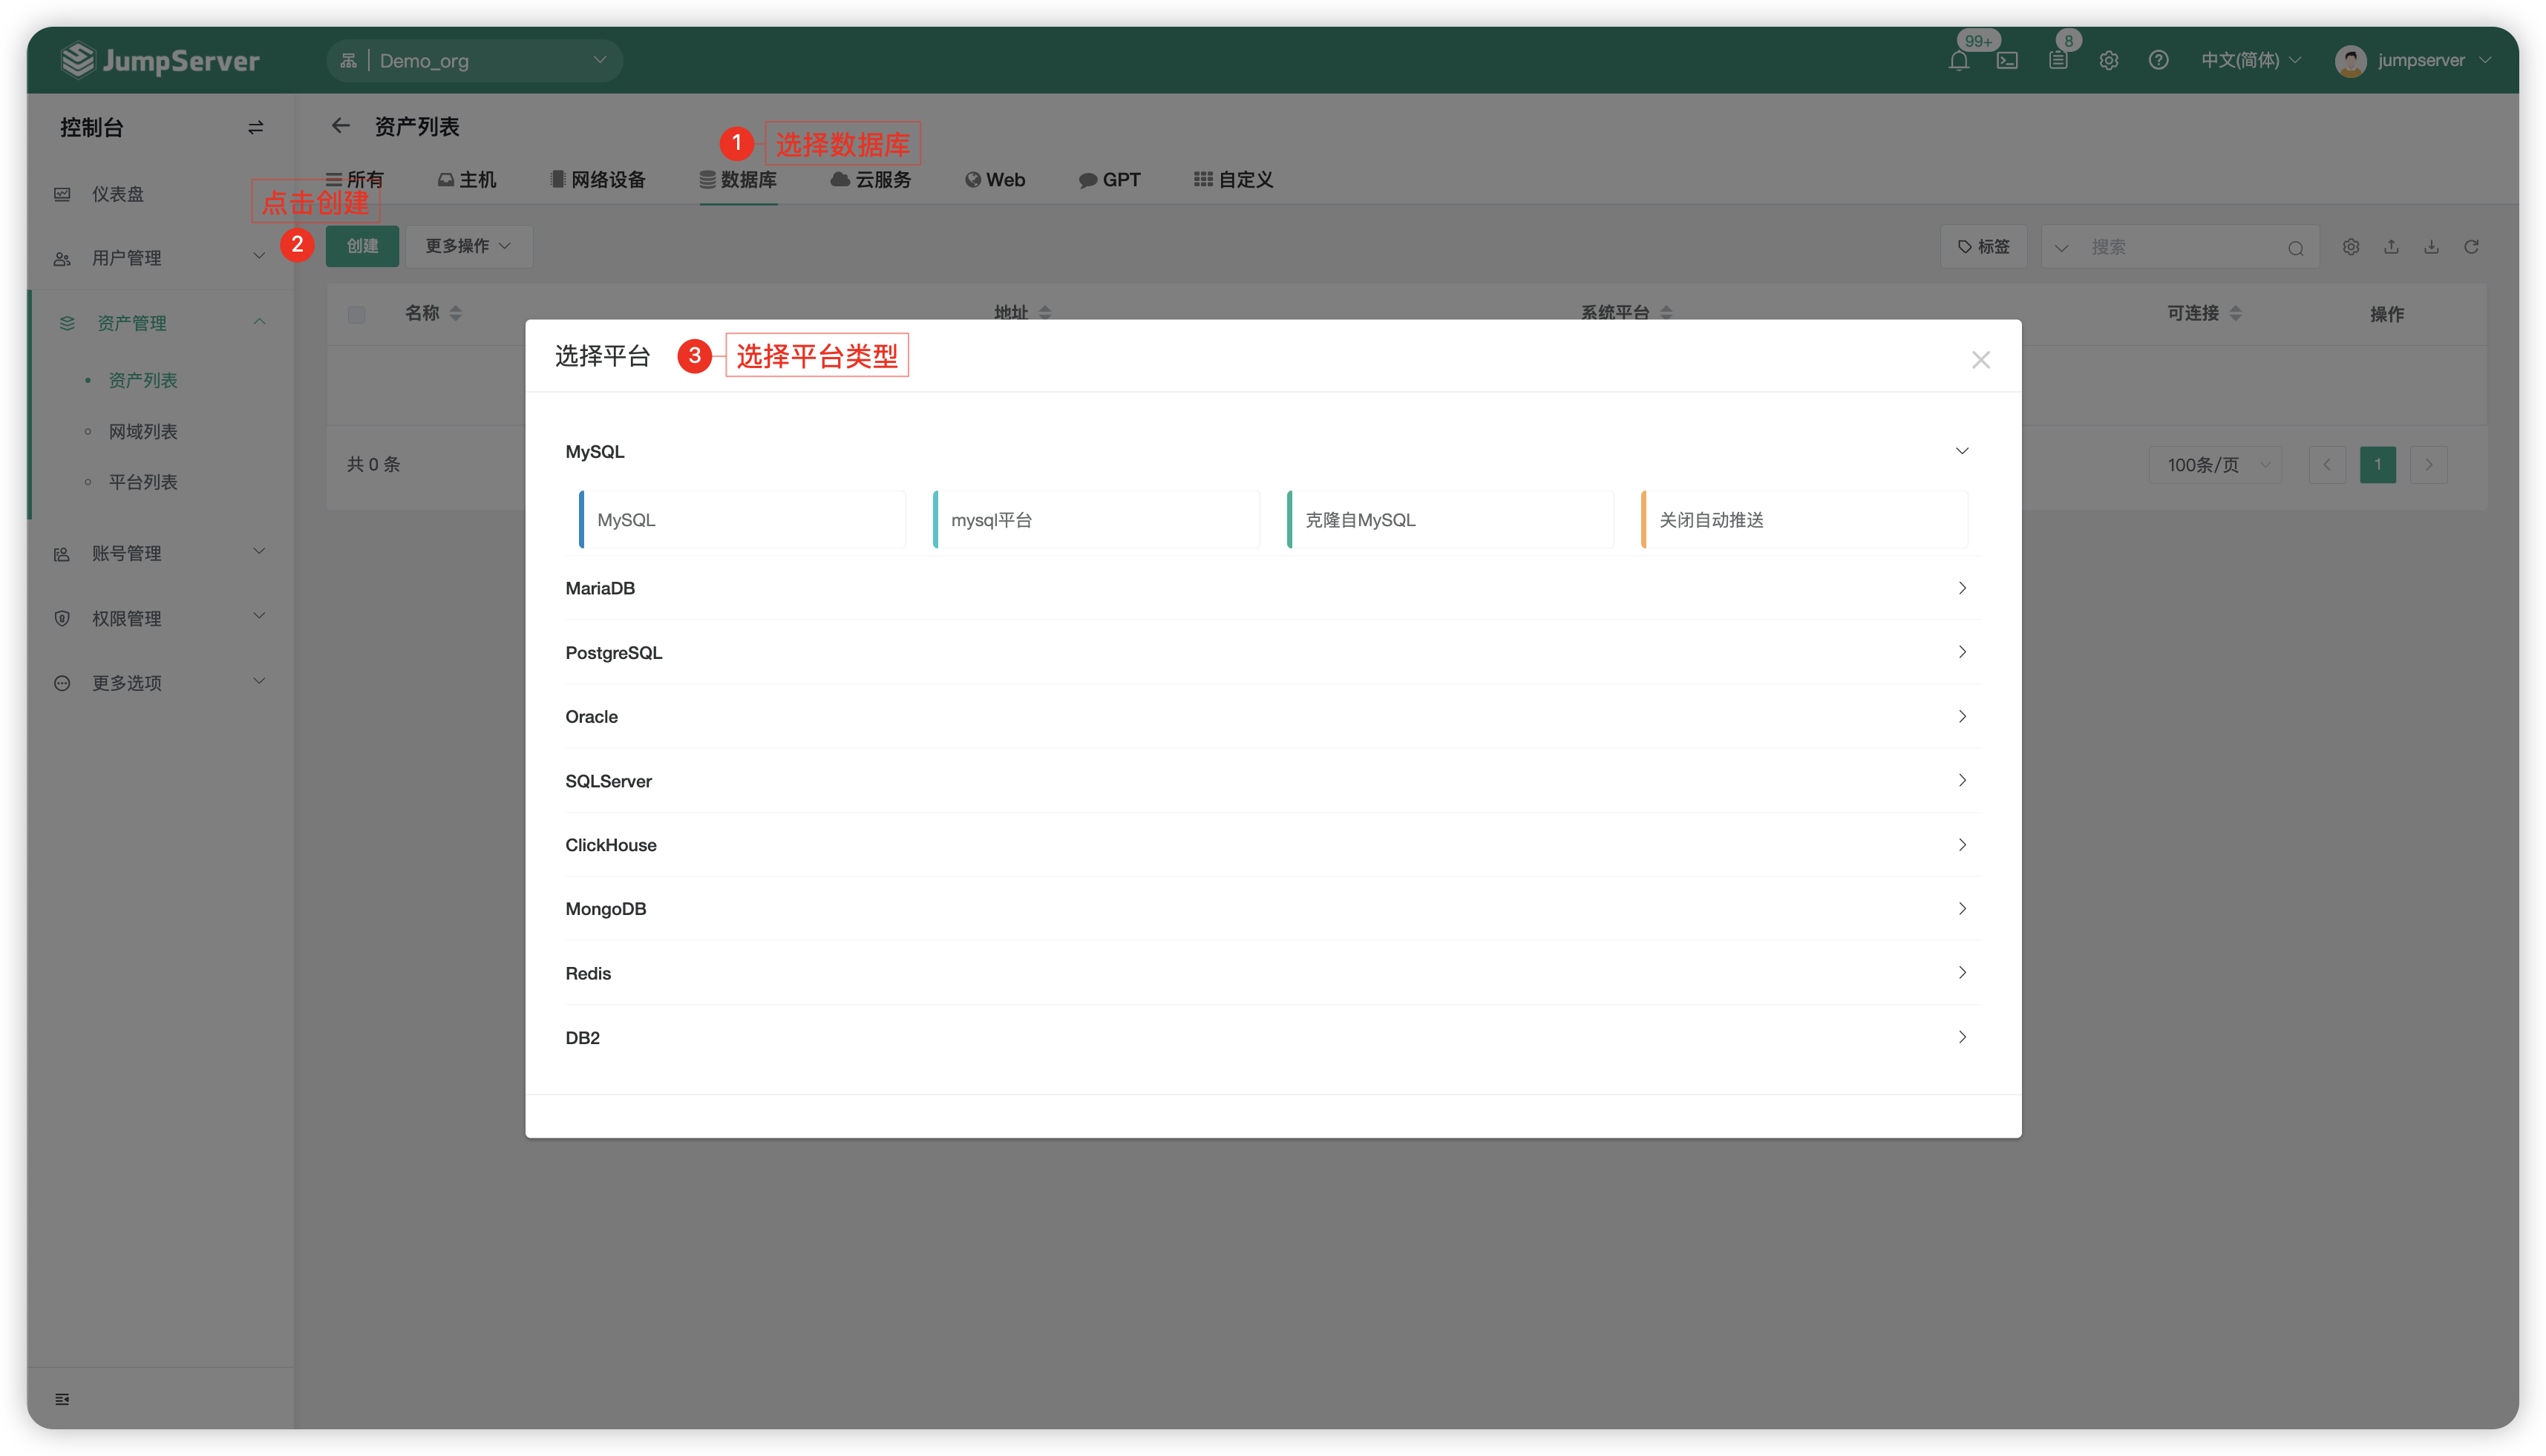 JumpServer
Demo_org
99+
8
中文(简体)
jumpserver
控制台
资产列表
1 选择数据库
所有 主机 网络设备 数据库 云服务 Web GPT 自定义
仪表盘
点击创建
2 创建 更多操作 标签 搜索
用户管理
名称 地址 系统平台 可连接 操作
资产管理
资产列表
网域列表
平台列表
账号管理
权限管理
更多选项
共 0 条
100条/页
1
选择平台 3 选择平台类型
MySQL
MySQL mysql平台 克隆自MySQL 关闭自动推送
MariaDB
PostgreSQL
Oracle
SQLServer
ClickHouse
MongoDB
Redis
DB2